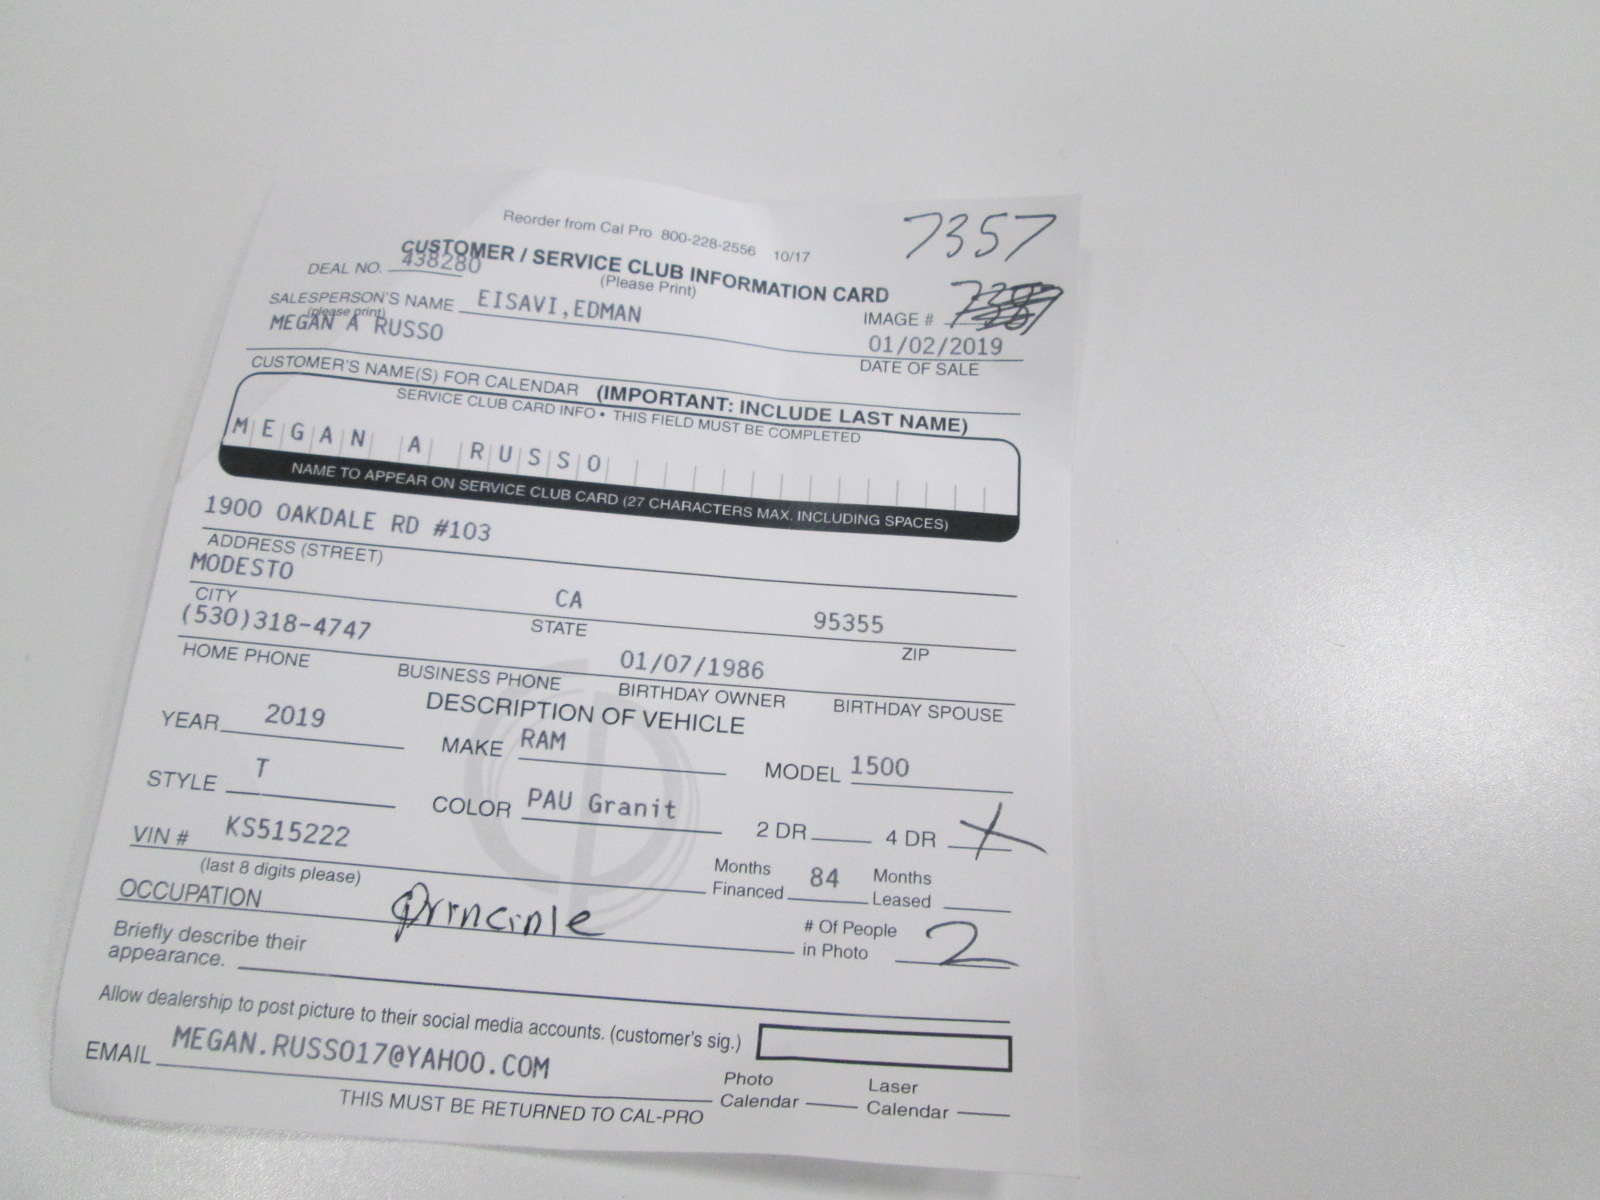 Reorder from Cal Pro 800-228-2556 10/17
7357
CUSTOMER / SERVICE CLUB INFORMATION CARD
(Please Print)
DEAL NO. 438280
SALESPERSON'S NAME EISAVI,EDMAN
(please print)
IMAGE #
MEGAN A RUSSO
01/02/2019
DATE OF SALE
CUSTOMER'S NAME(S) FOR CALENDAR (IMPORTANT: INCLUDE LAST NAME)
SERVICE CLUB CARD INFO • THIS FIELD MUST BE COMPLETED
MEGAN A RUSSO
NAME TO APPEAR ON SERVICE CLUB CARD (27 CHARACTERS MAX. INCLUDING SPACES)
1900 OAKDALE RD #103
ADDRESS (STREET)
MODESTO CA 95355
CITY STATE ZIP
(530)318-4747 01/07/1986
HOME PHONE BUSINESS PHONE BIRTHDAY OWNER BIRTHDAY SPOUSE
DESCRIPTION OF VEHICLE
YEAR 2019 MAKE RAM MODEL 1500
STYLE T COLOR PAU Granit 2 DR 4 DR X
VIN # KS515222
(last 8 digits please)
Months Financed 84 Months Leased
OCCUPATION Principle
# Of People in Photo 2
Briefly describe their
appearance.
Allow dealership to post picture to their social media accounts. (customer's sig.)
EMAIL MEGAN.RUSSO17@YAHOO.COM
Photo Calendar Laser Calendar
THIS MUST BE RETURNED TO CAL-PRO